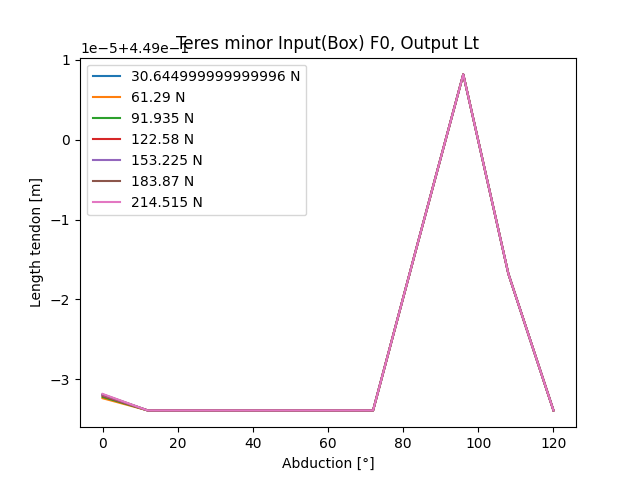 Teres minor Input(Box) F0, Output Lt
1e−5+4.49e−1
30.644999999999996 N
61.29 N
91.935 N
122.58 N
153.225 N
183.87 N
214.515 N
1
0
−1
−2
−3
Length tendon [m]
0 20 40 60 80 100 120
Abduction [°]